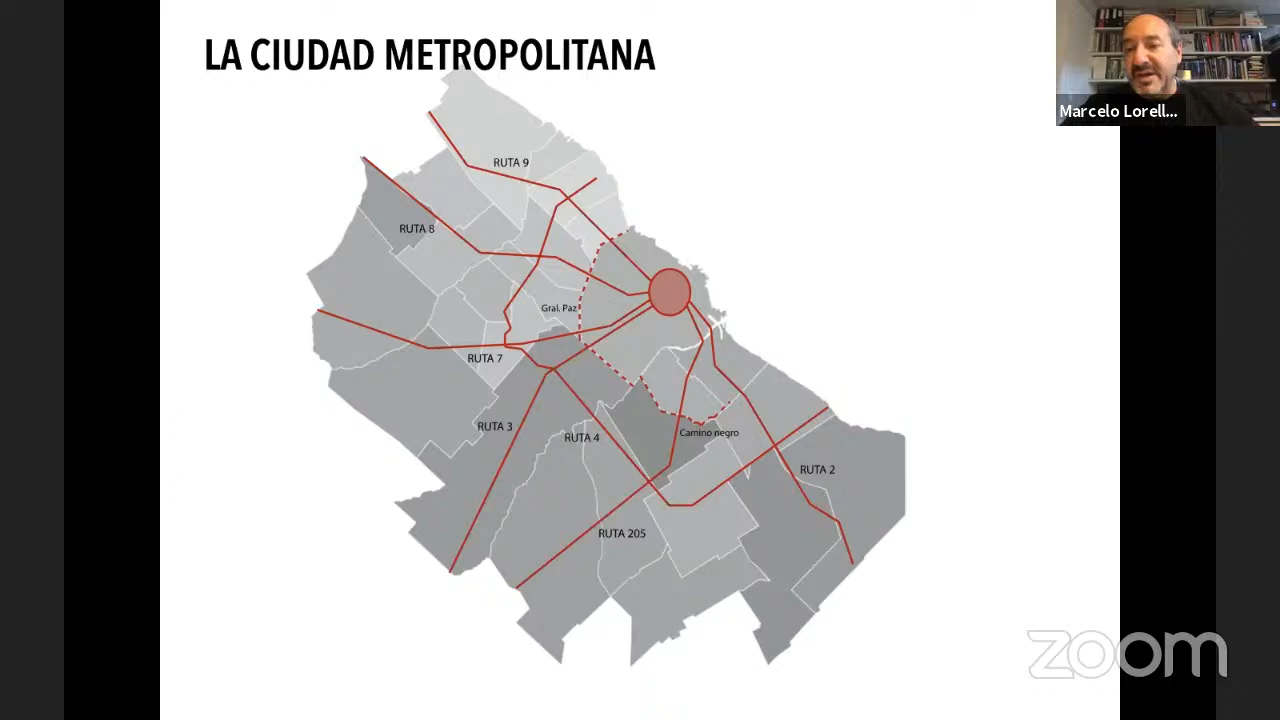 LA CIUDAD METROPOLITANA
Marcelo Lorell...
RUTA 9
RUTA 8
Gral. Paz
RUTA 7
RUTA 3
RUTA 4
Camino negro
RUTA 2
RUTA 205
zoom